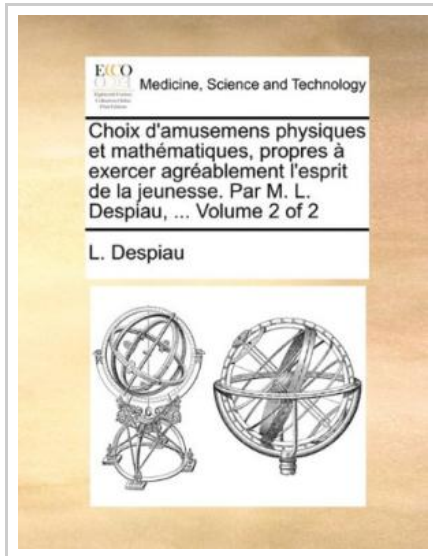 ECCO
Medicine, Science and Technology
Choix d'amusemens physiques
et mathématiques, propres à
exercer agréablement l'esprit
de la jeunesse. Par M. L.
Despiau, ... Volume 2 of 2
L. Despiau